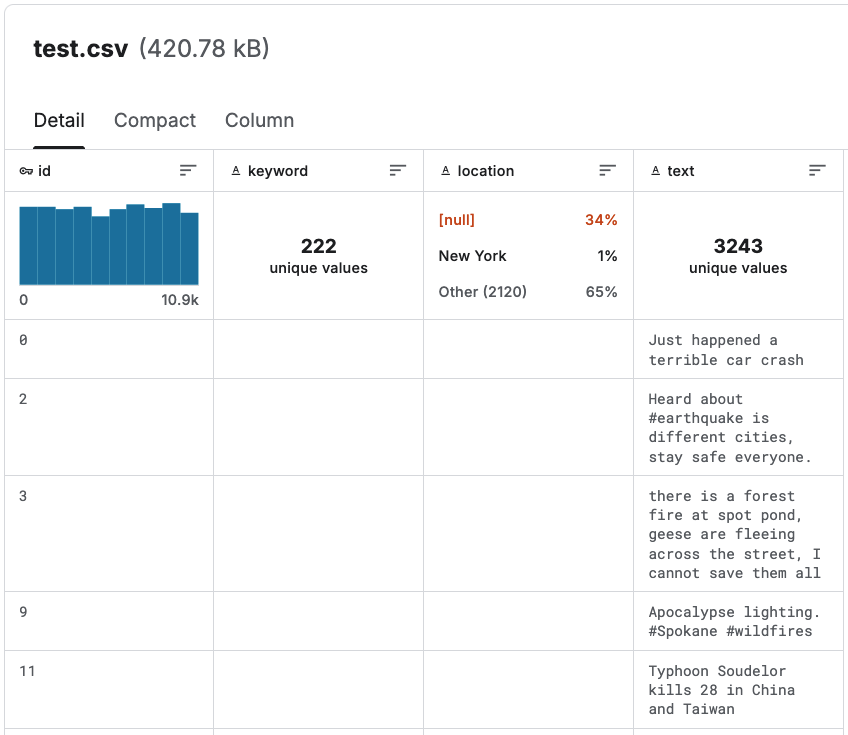 test.csv (420.78 kB)
Detail Compact Column
id keyword location text
0 10.9k
222
unique values
[null] 34%
New York 1%
Other (2120) 65%
3243
unique values
0
Just happened a
terrible car crash
2
Heard about
#earthquake is
different cities,
stay safe everyone.
3
there is a forest
fire at spot pond,
geese are fleeing
across the street, I
cannot save them all
9
Apocalypse lighting.
#Spokane #wildfires
11
Typhoon Soudelor
kills 28 in China
and Taiwan